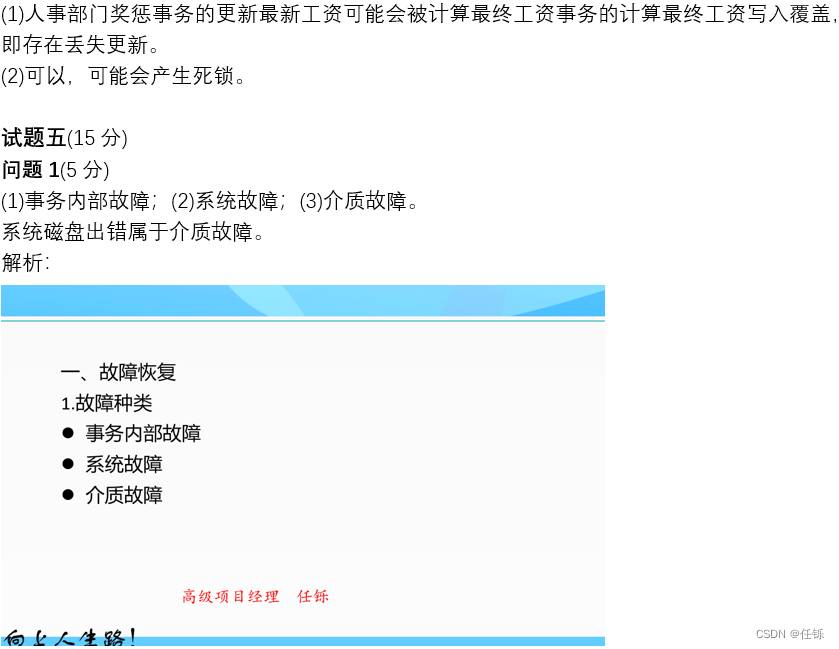 (1)人事部门奖惩事务的更新最新工资可能会被计算最终工资事务的计算最终工资写入覆盖,
即存在丢失更新。
(2)可以，可能会产生死锁。
试题五(15 分)
问题 1(5 分)
(1)事务内部故障；(2)系统故障；(3)介质故障。
系统磁盘出错属于介质故障。
解析：
一、故障恢复
1.故障种类
● 事务内部故障
● 系统故障
● 介质故障
高级项目经理 任铄
向上人生路！
CSDN @任铄